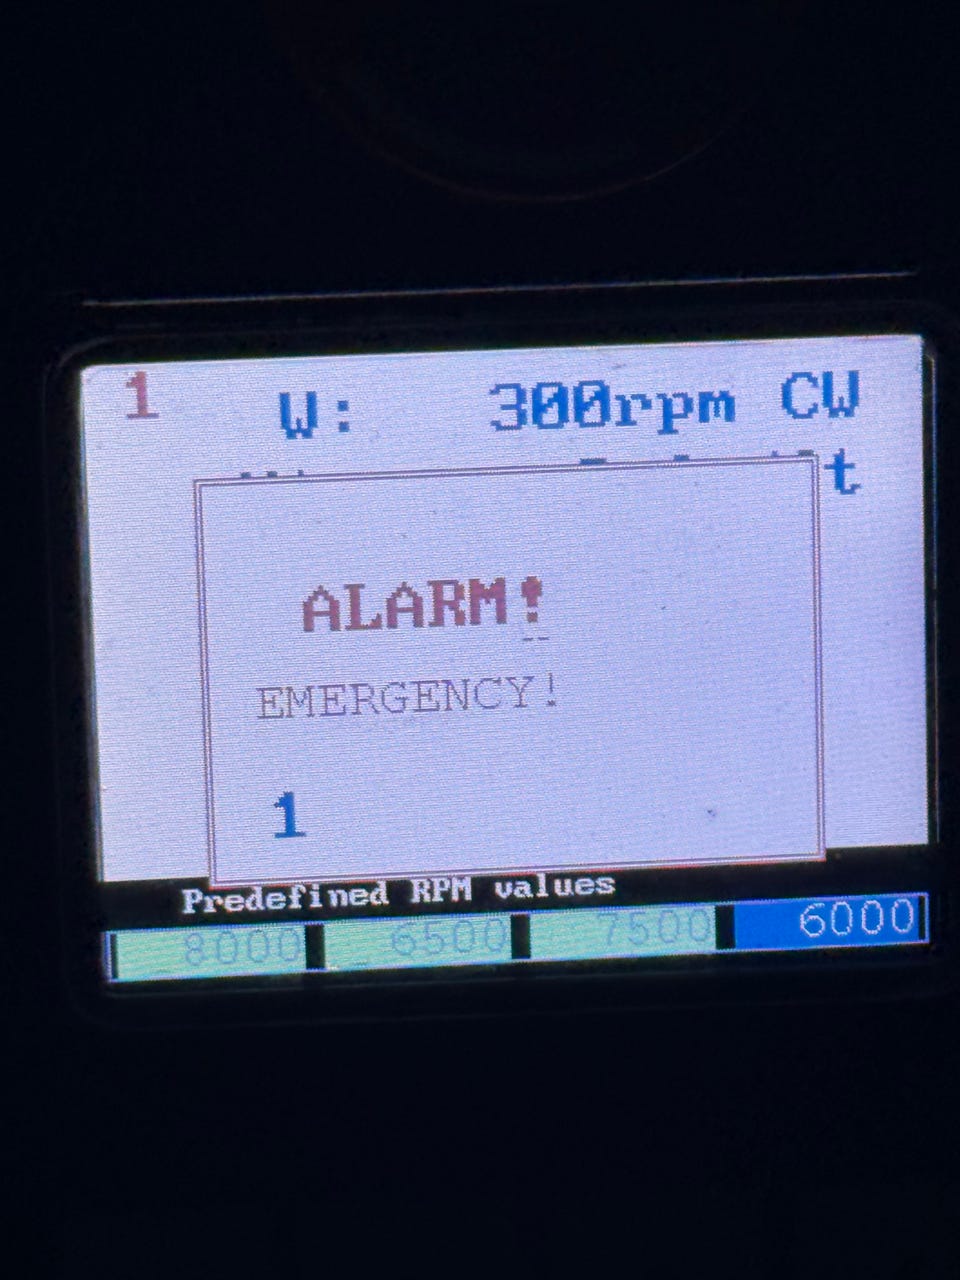 1
W: 300rpm CW
t
ALARM!
EMERGENCY!
1
Predefined RPM values
8000 6500 7500 6000